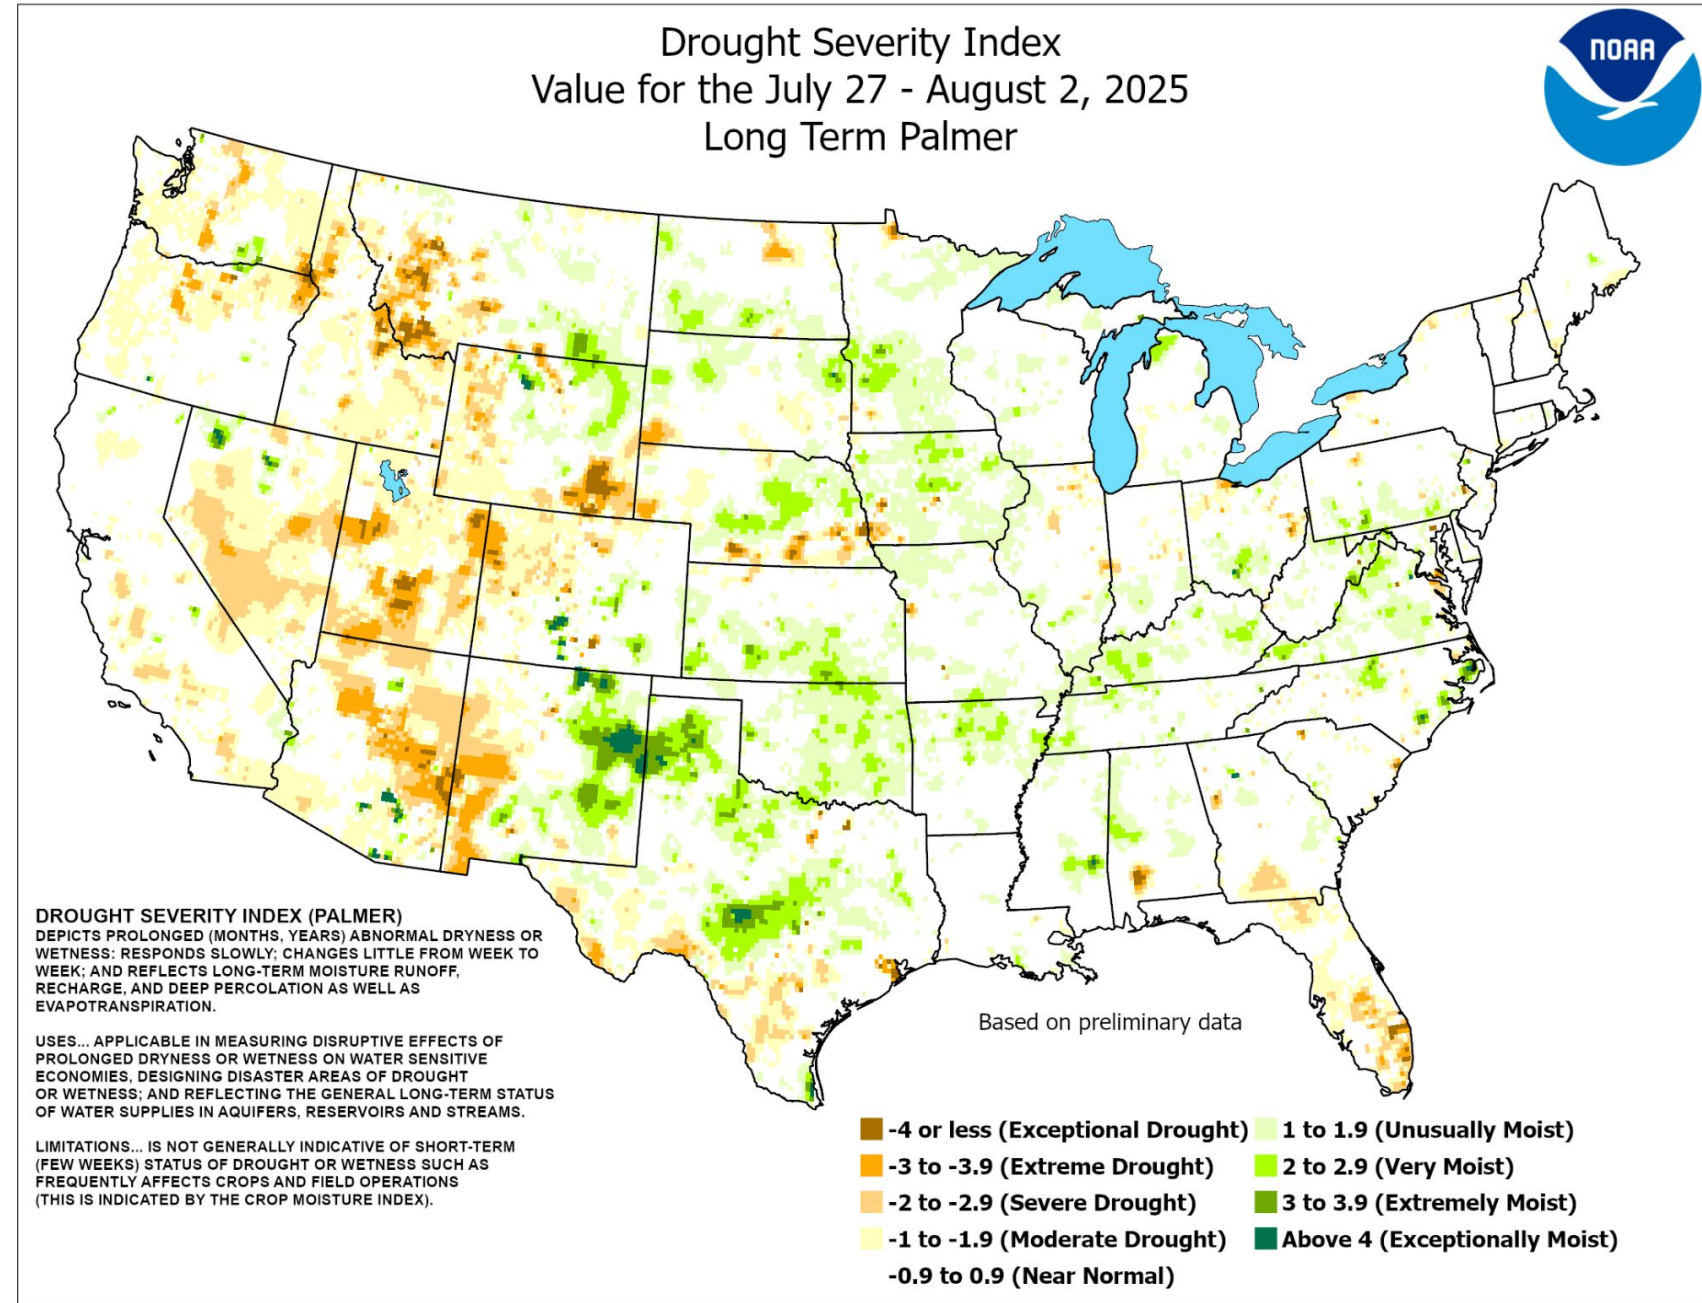 Drought Severity Index
Value for the July 27 - August 2, 2025
Long Term Palmer
NOAA
DROUGHT SEVERITY INDEX (PALMER)
DEPICTS PROLONGED (MONTHS, YEARS) ABNORMAL DRYNESS OR
WETNESS: RESPONDS SLOWLY; CHANGES LITTLE FROM WEEK TO
WEEK; AND REFLECTS LONG-TERM MOISTURE RUNOFF,
RECHARGE, AND DEEP PERCOLATION AS WELL AS
EVAPOTRANSPIRATION.
USES... APPLICABLE IN MEASURING DISRUPTIVE EFFECTS OF
PROLONGED DRYNESS OR WETNESS ON WATER SENSITIVE
ECONOMIES, DESIGNING DISASTER AREAS OF DROUGHT
OR WETNESS; AND REFLECTING THE GENERAL LONG-TERM STATUS
OF WATER SUPPLIES IN AQUIFERS, RESERVOIRS AND STREAMS.
LIMITATIONS... IS NOT GENERALLY INDICATIVE OF SHORT-TERM
(FEW WEEKS) STATUS OF DROUGHT OR WETNESS SUCH AS
FREQUENTLY AFFECTS CROPS AND FIELD OPERATIONS
(THIS IS INDICATED BY THE CROP MOISTURE INDEX).
Based on preliminary data
-4 or less (Exceptional Drought)
-3 to -3.9 (Extreme Drought)
-2 to -2.9 (Severe Drought)
-1 to -1.9 (Moderate Drought)
-0.9 to 0.9 (Near Normal)
1 to 1.9 (Unusually Moist)
2 to 2.9 (Very Moist)
3 to 3.9 (Extremely Moist)
Above 4 (Exceptionally Moist)